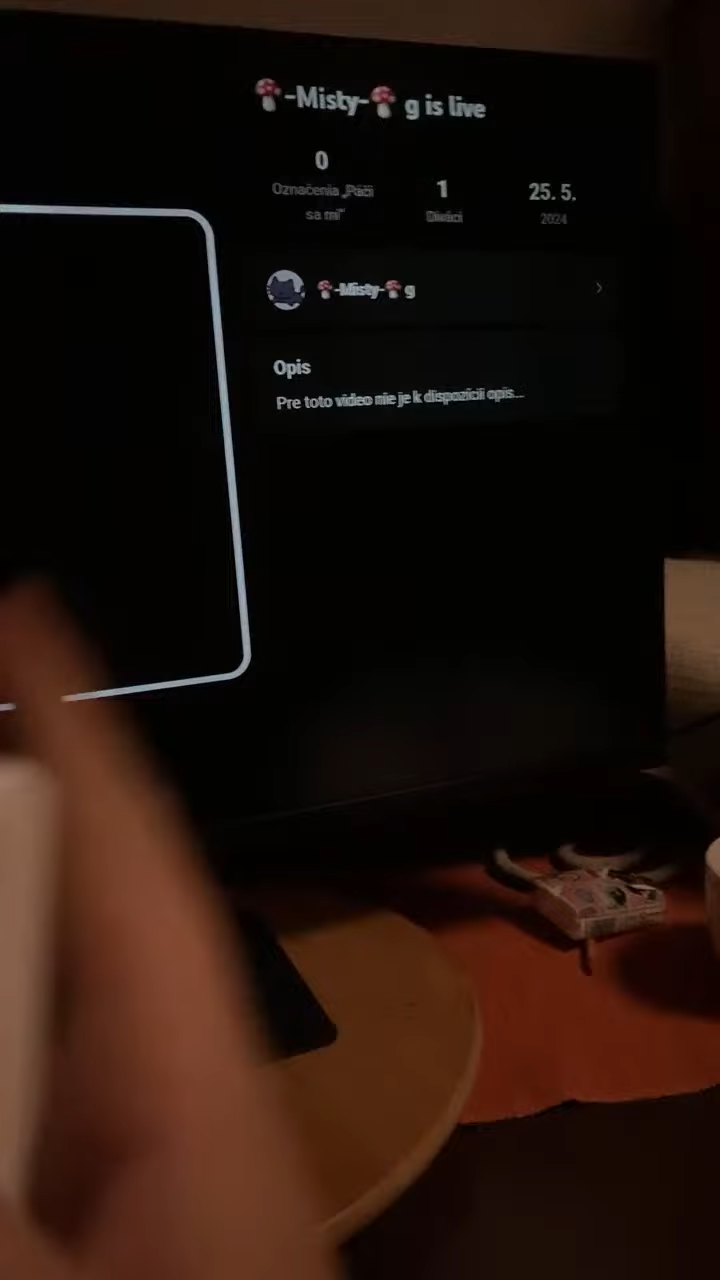 🍄-Misty-🍄 g is live
0
Označenia „Páči
sa mi"
1
Diváci
25. 5.
2024
🍄-Misty-🍄 g
Opis
Pre toto video nie je k dispozícii opis...